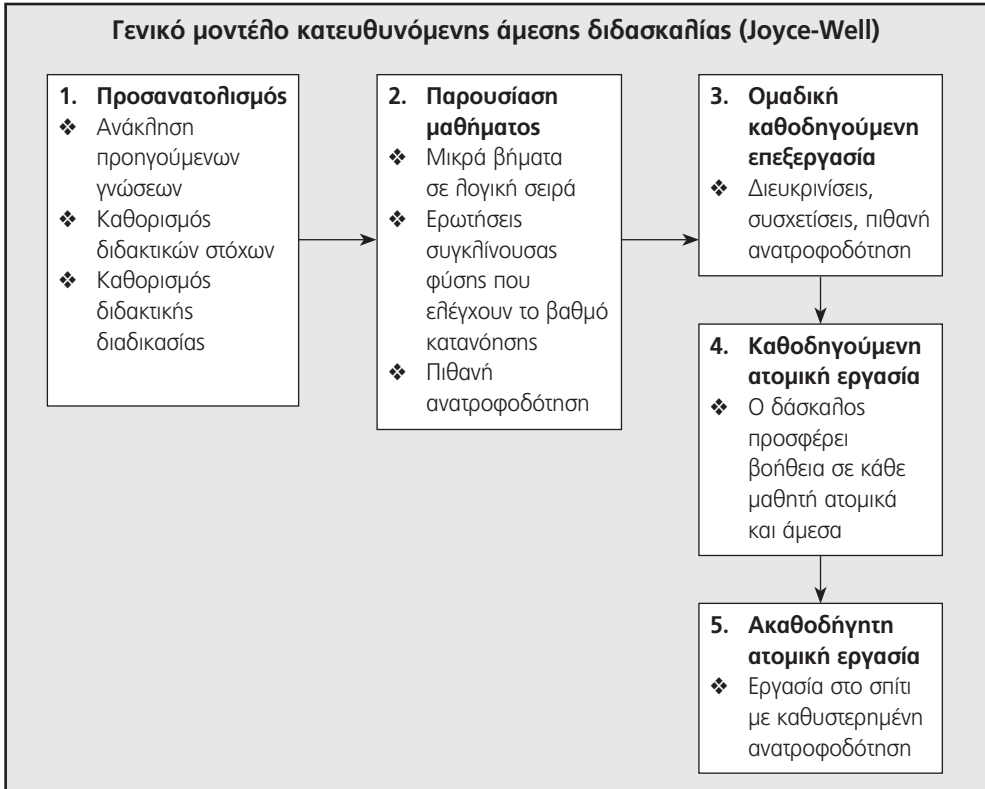 Γενικό μοντέλο κατευθυνόμενης άμεσης διδασκαλίας (Joyce-Well)
1. Προσανατολισμός
❖ Ανάκληση
προηγούμενων
γνώσεων
❖ Καθορισμός
διδακτικών στόχων
❖ Καθορισμός
διδακτικής
διαδικασίας
2. Παρουσίαση
μαθήματος
❖ Μικρά βήματα
σε λογική σειρά
❖ Ερωτήσεις
συγκλίνουσας
φύσης που
ελέγχουν το βαθμό
κατανόησης
❖ Πιθανή
ανατροφοδότηση
3. Ομαδική
καθοδηγούμενη
επεξεργασία
❖ Διευκρινίσεις,
συσχετίσεις, πιθανή
ανατροφοδότηση
4. Καθοδηγούμενη
ατομική εργασία
❖ Ο δάσκαλος
προσφέρει
βοήθεια σε κάθε
μαθητή ατομικά
και άμεσα
5. Ακαθοδήγητη
ατομική εργασία
❖ Εργασία στο σπίτι
με καθυστερημένη
ανατροφοδότηση